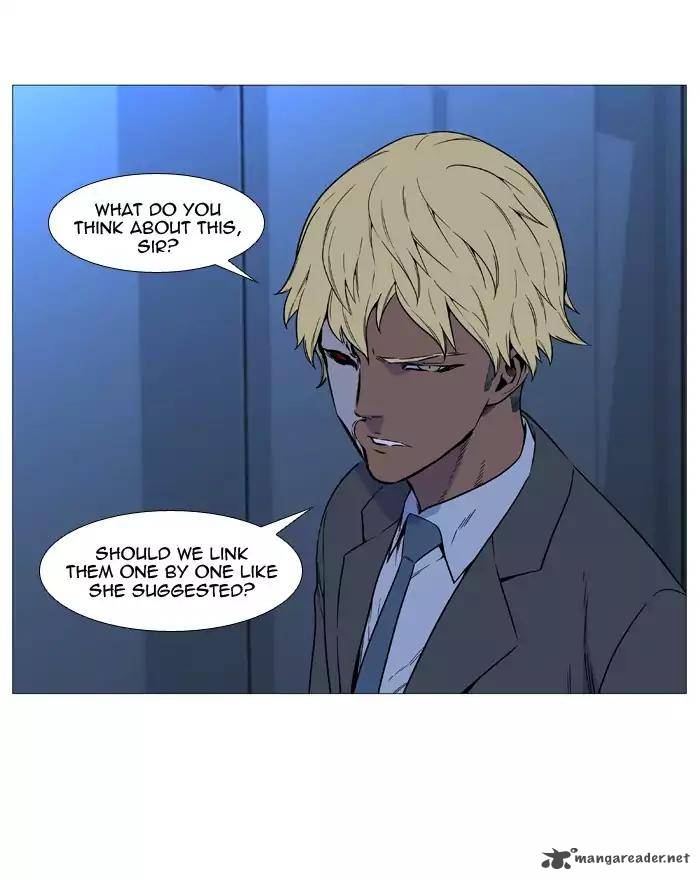 WHAT DO YOU
THINK ABOUT THIS,
SIR?
SHOULD WE LINK
THEM ONE BY ONE LIKE
SHE SUGGESTED?
mangareader.net